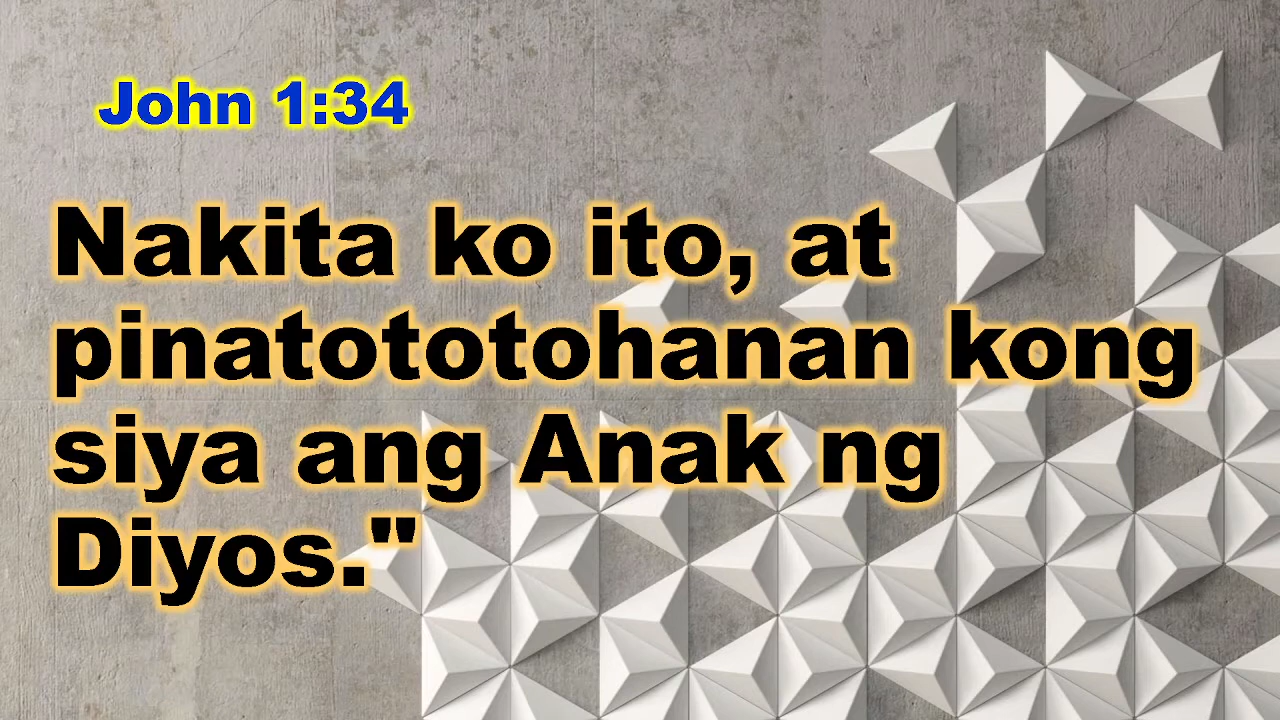 John 1:34
Nakita ko ito, at
pinatototohanan kong
siya ang Anak ng
Diyos."